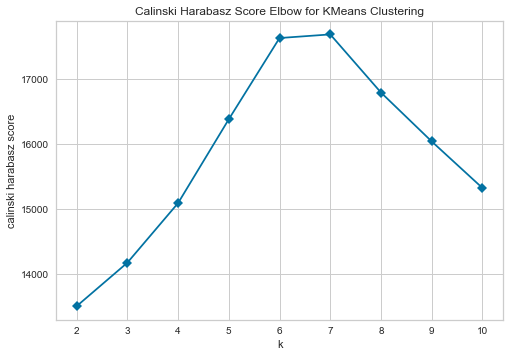 Calinski Harabasz Score Elbow for KMeans Clustering
calinski harabasz score
17000
16000
15000
14000
2 3 4 5 6 7 8 9 10
k